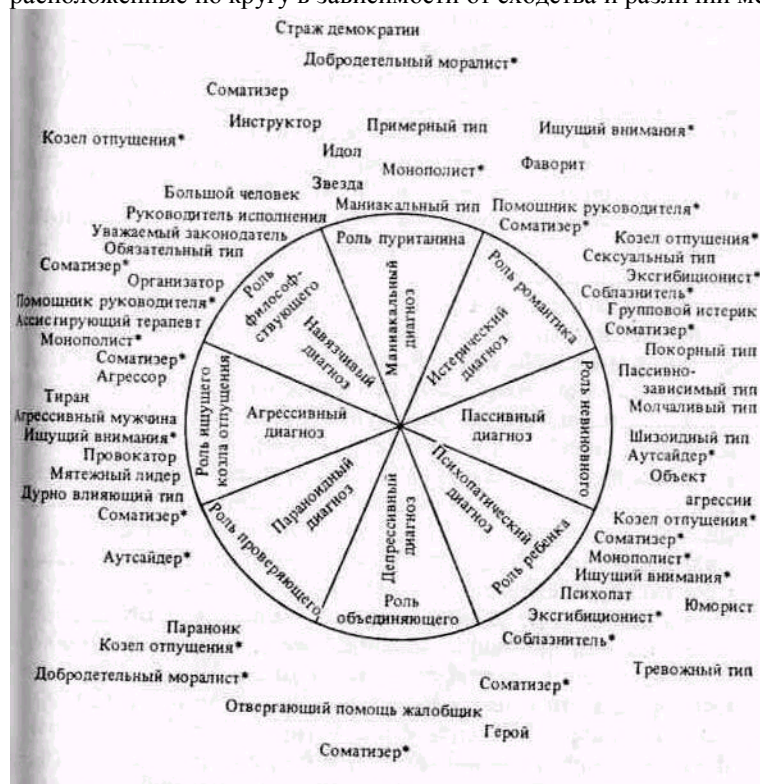 расположенные по кругу в зависимости от сходства и различий
Страж демократии
Добродетельный моралист*
Соматизер
Инструктор
Примерный тип
Ищущий внимания*
Козел отпущения*
Идол
Монополист*
Фаворит
Звезда
Большой человек
Маниакальный тип
Помощник руководителя*
Руководитель исполнения
Соматизер*
Уважаемый законодатель
Козел отпущения*
Обязательный тип
Сексуальный тип
Соматизер*
Эксгибиционист*
Организатор
Соблазнитель*
Помощник руководителя*
Групповой истерик
Ассистирующий терапевт
Соматизер*
Монополист*
Покорный тип
Соматизер*
Пассивно-
зависимый тип
Агрессор
Молчаливый тип
Тиран
Агрессивный мужчина
Шизоидный тип
Ищущий внимания*
Аутсайдер*
Провокатор
Объект
агрессии
Мятежный лидер
Дурно влияющий тип
Козел отпущения*
Соматизер*
Соматизер*
Монополист*
Аутсайдер*
Ищущий внимания*
Психопат
Юморист
Эксгибиционист*
Параноик
Соблазнитель*
Козел отпущения*
Добродетельный моралист*
Тревожный тип
Соматизер*
Отвергающий помощь жалобщик
Герой
Соматизер*
Роль пуританина
Маниакальный
диагноз
Роль романтика
Истерический
диагноз
Роль невиновного
Пассивный
диагноз
Роль ребенка
Психопатический
диагноз
Роль
объединяющего
Депрессивный
диагноз
Роль проверяющего
Параноидный
диагноз
Роль ищущего
козла отпущения
Агрессивный
диагноз
Роль
философ-
ствующего
Навязчивый
диагноз